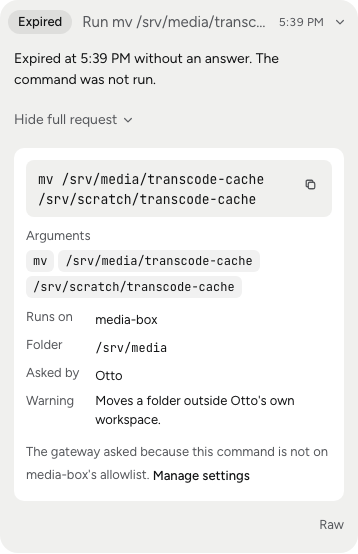 Expired Run mv /srv/media/transc... 5:39 PM
Expired at 5:39 PM without an answer. The
command was not run.
Hide full request
mv /srv/media/transcode-cache
/srv/scratch/transcode-cache
Arguments
mv /srv/media/transcode-cache
/srv/scratch/transcode-cache
Runs on media-box
Folder /srv/media
Asked by Otto
Warning Moves a folder outside Otto's own
workspace.
The gateway asked because this command is not on
media-box's allowlist. Manage settings
Raw